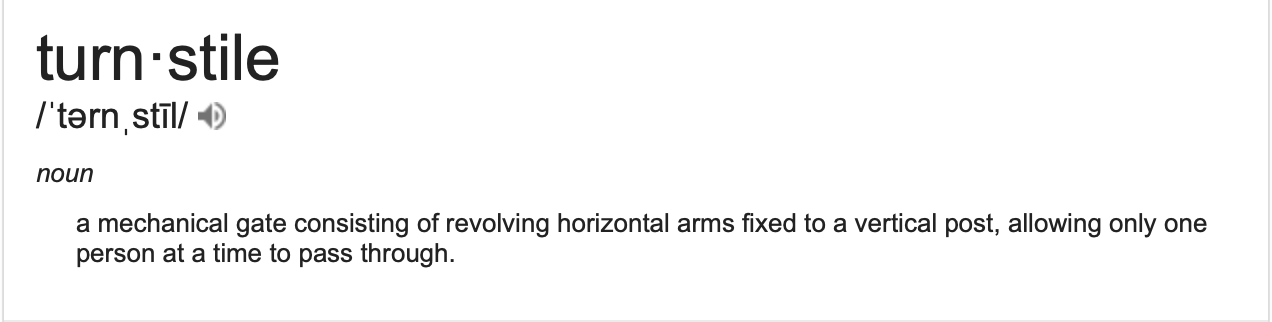 turn·stile
/ˈtərnˌstīl/
noun
a mechanical gate consisting of revolving horizontal arms fixed to a vertical post, allowing only one
person at a time to pass through.